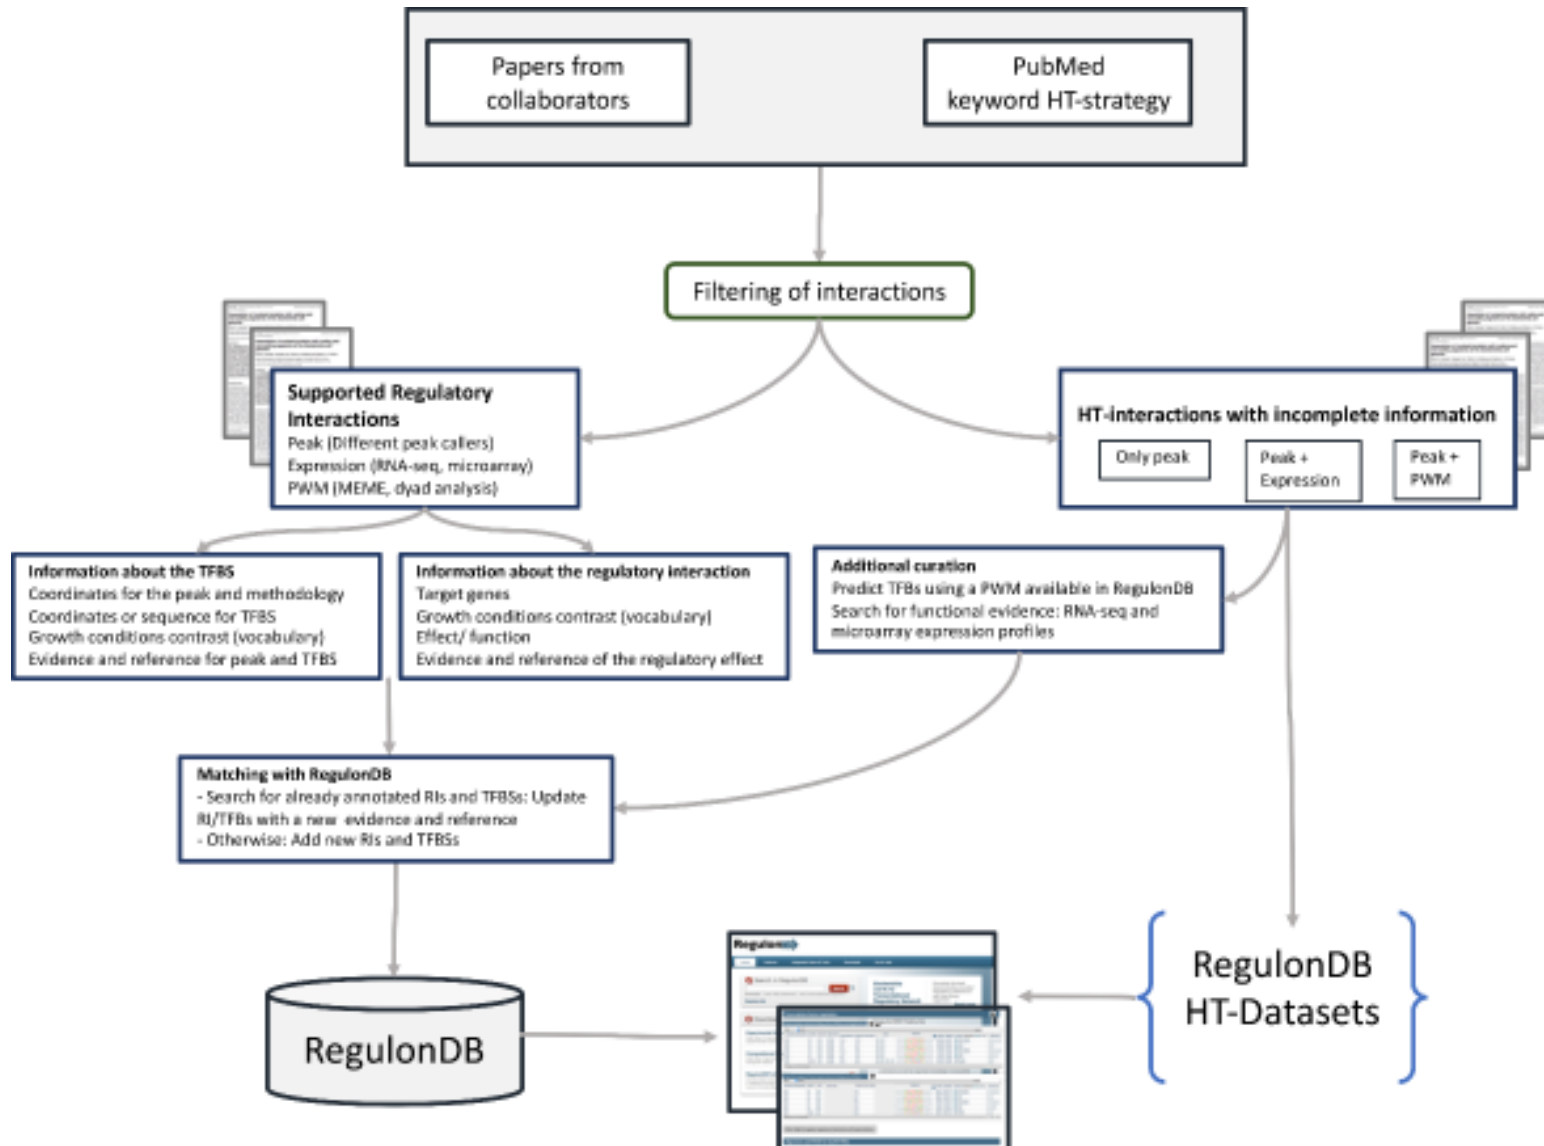 Papers from
collaborators
PubMed
keyword HT-strategy
Filtering of interactions
Supported Regulatory
Interactions
Peak (Different peak callers)
Expression (RNA-seq, microarray)
PWM (MEME, dyad analysis)
HT-interactions with incomplete information
Only peak
Peak +
Expression
Peak +
PWM
Information about the TFBS
Coordinates for the peak and methodology
Coordinates or sequence for TFBS
Growth conditions contrast (vocabulary)
Evidence and reference for peak and TFBS
Information about the regulatory interaction
Target genes
Growth conditions contrast (vocabulary)
Effect/ function
Evidence and reference of the regulatory effect
Additional curation
Predict TFBs using a PWM available in RegulonDB
Search for functional evidence: RNA-seq and
microarray expression profiles
Matching with RegulonDB
- Search for already annotated RIs and TFBSs: Update
RI/TFBs with a new evidence and reference
- Otherwise: Add new RIs and TFBSs
RegulonDB
Regulon
RegulonDB
HT-Datasets